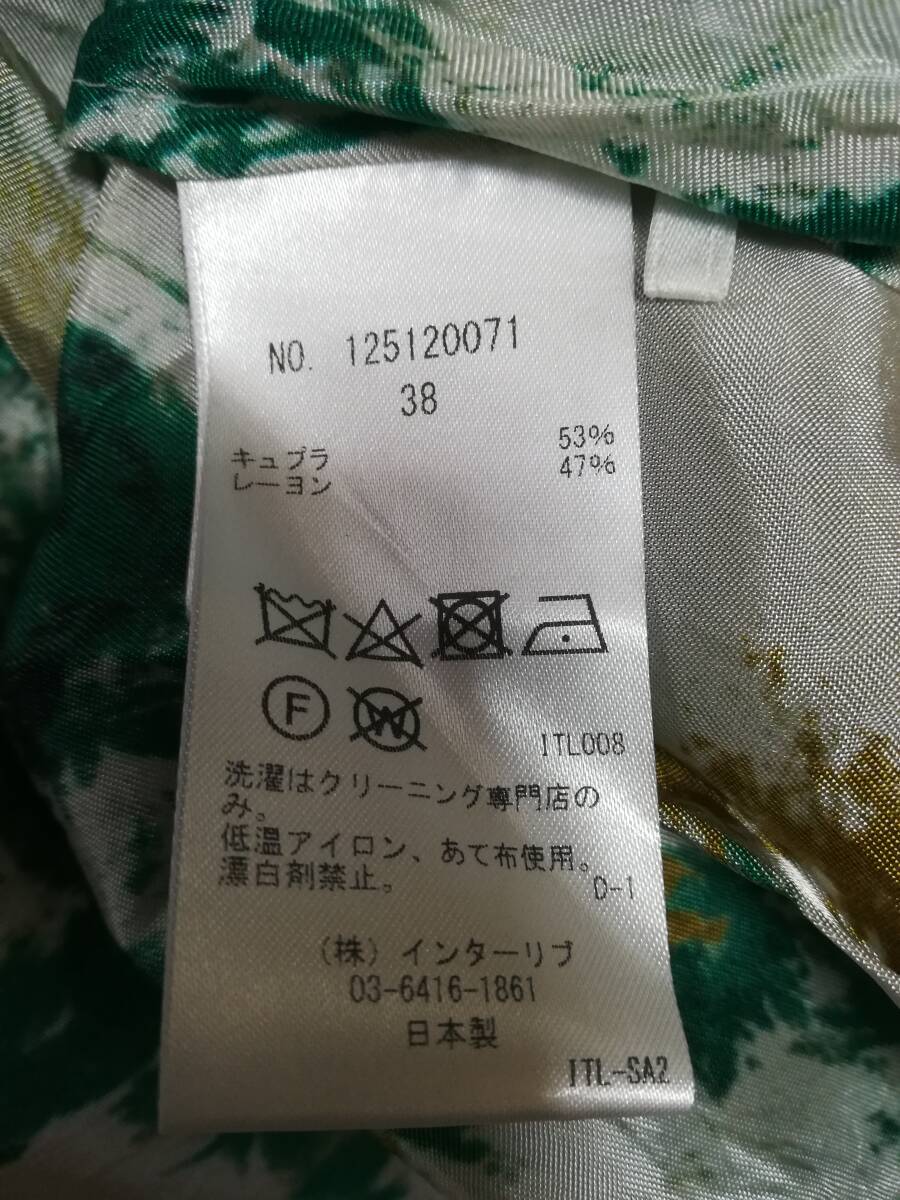 NO. 125120071
38
キュプラ 53%
レーヨン 47%
F W
ITL008
洗濯はクリーニング専門店の
み。
低温アイロン、あて布使用。
漂白剤禁止。
D-1
(株)インターリブ
03-6416-1861
日本製
ITL-SA2